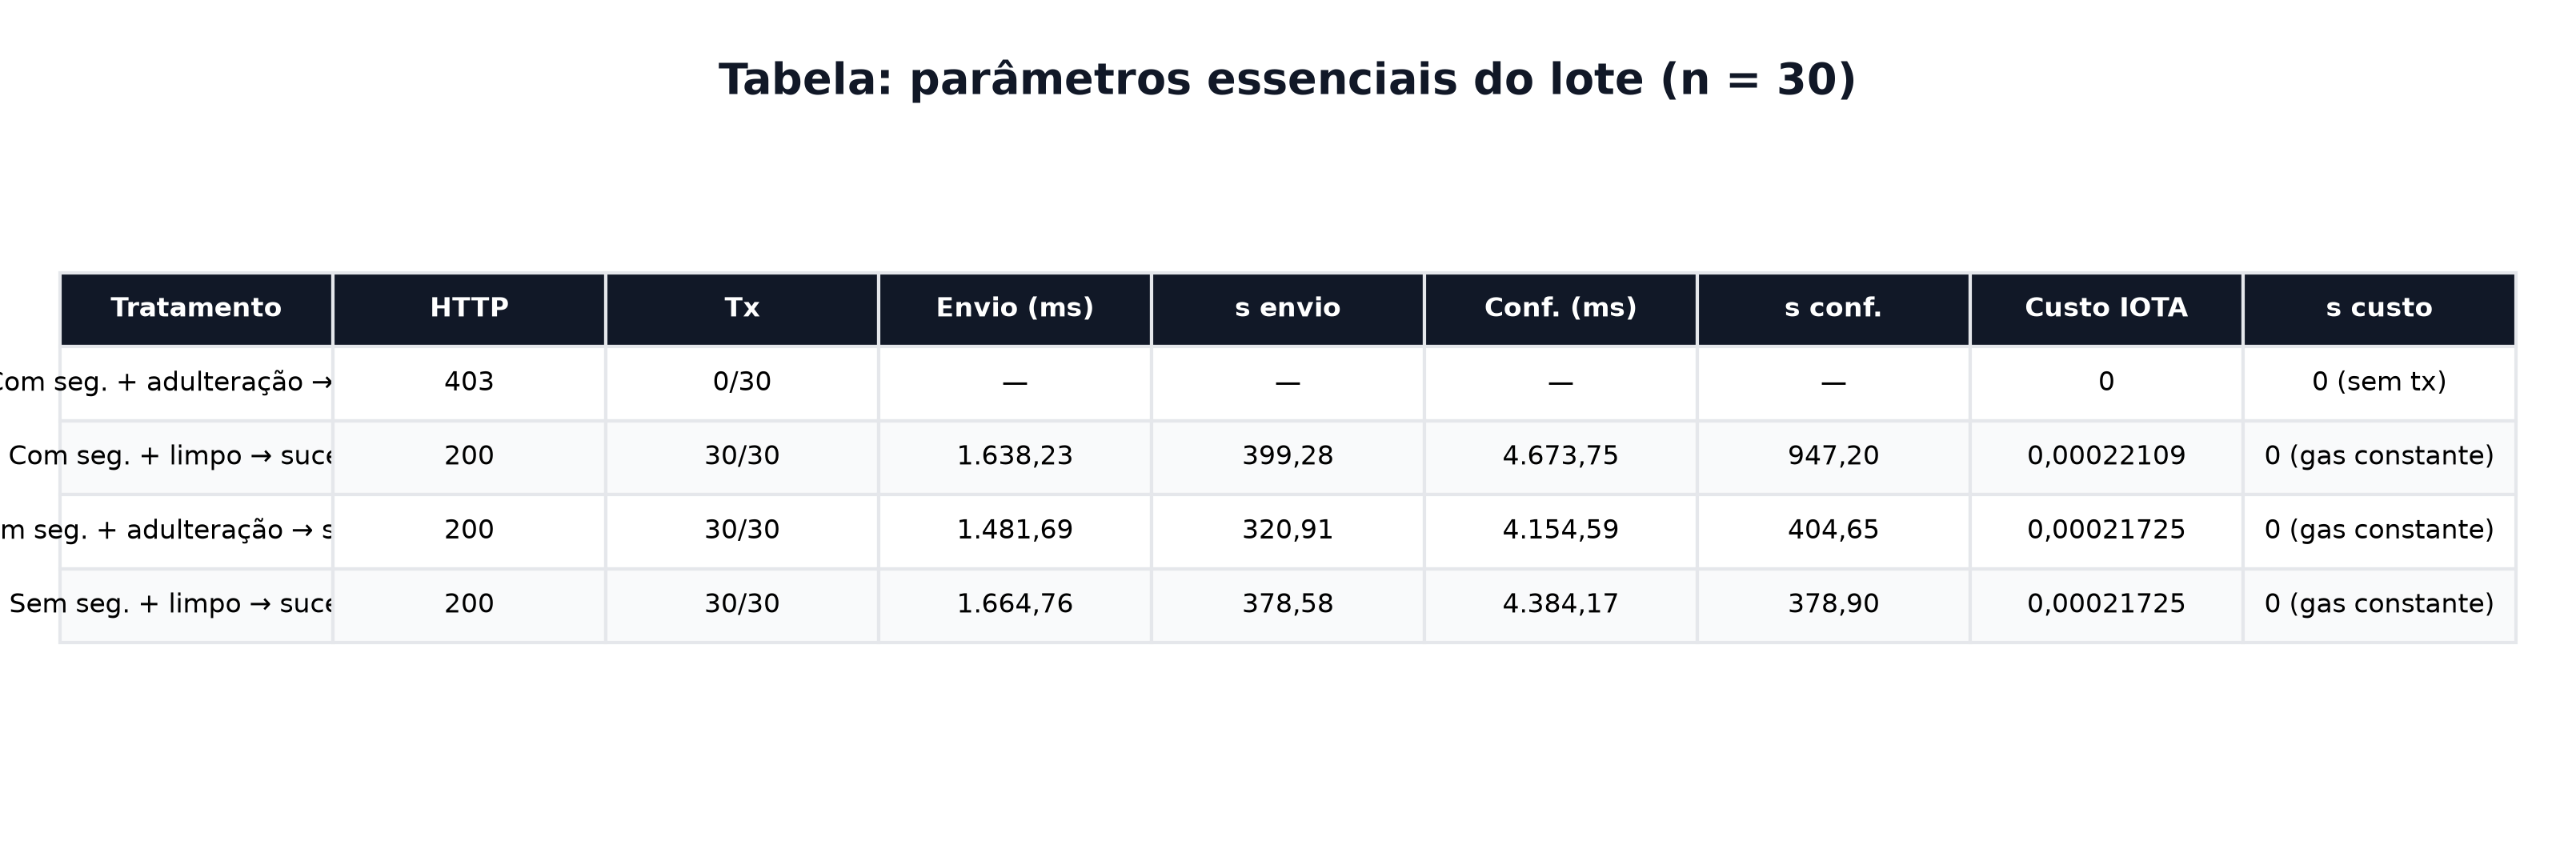 Tabela: parâmetros essenciais do lote (n = 30)
Tratamento HTTP Tx Envio (ms) s envio Conf. (ms) s conf. Custo IOTA s custo
Com seg. + adulteração → 403 0/30 — — — — 0 0 (sem tx)
Com seg. + limpo → 200 30/30 1.638,23 399,28 4.673,75 947,20 0,00022109 0 (gas constante)
seg. + adulteração → 200 30/30 1.481,69 320,91 4.154,59 404,65 0,00021725 0 (gas constante)
Sem seg. + limpo → 200 30/30 1.664,76 378,58 4.384,17 378,90 0,00021725 0 (gas constante)